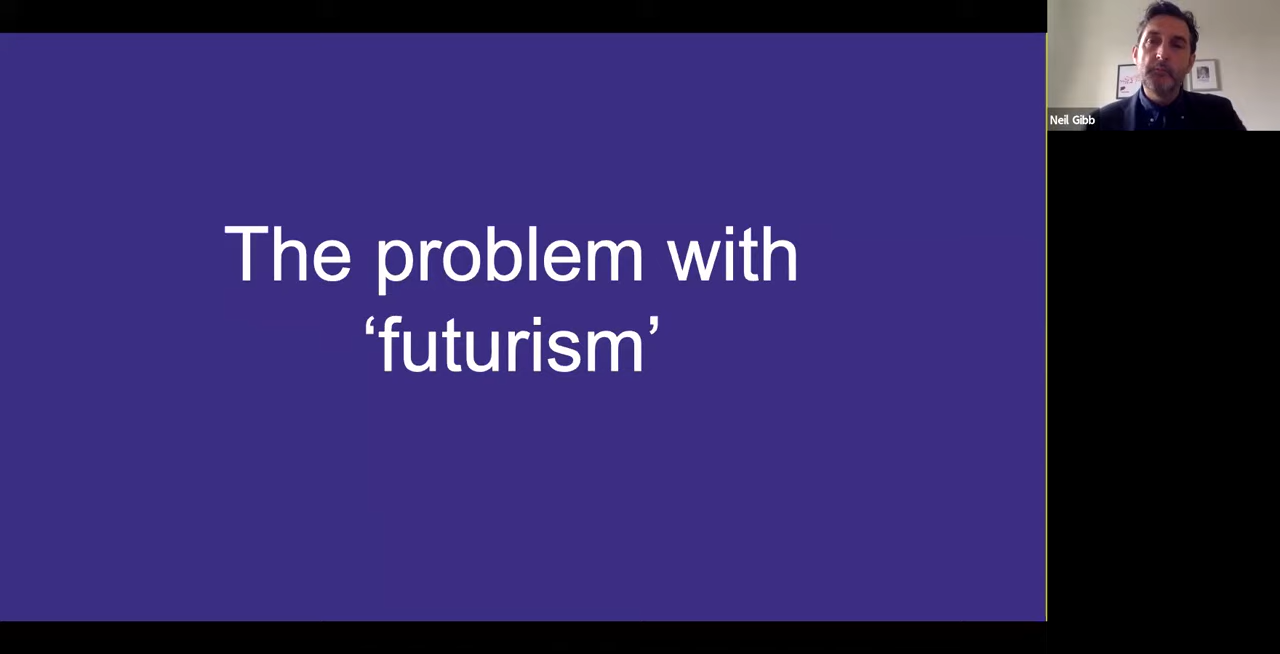 The problem with
‘futurism’
Neil Gibb